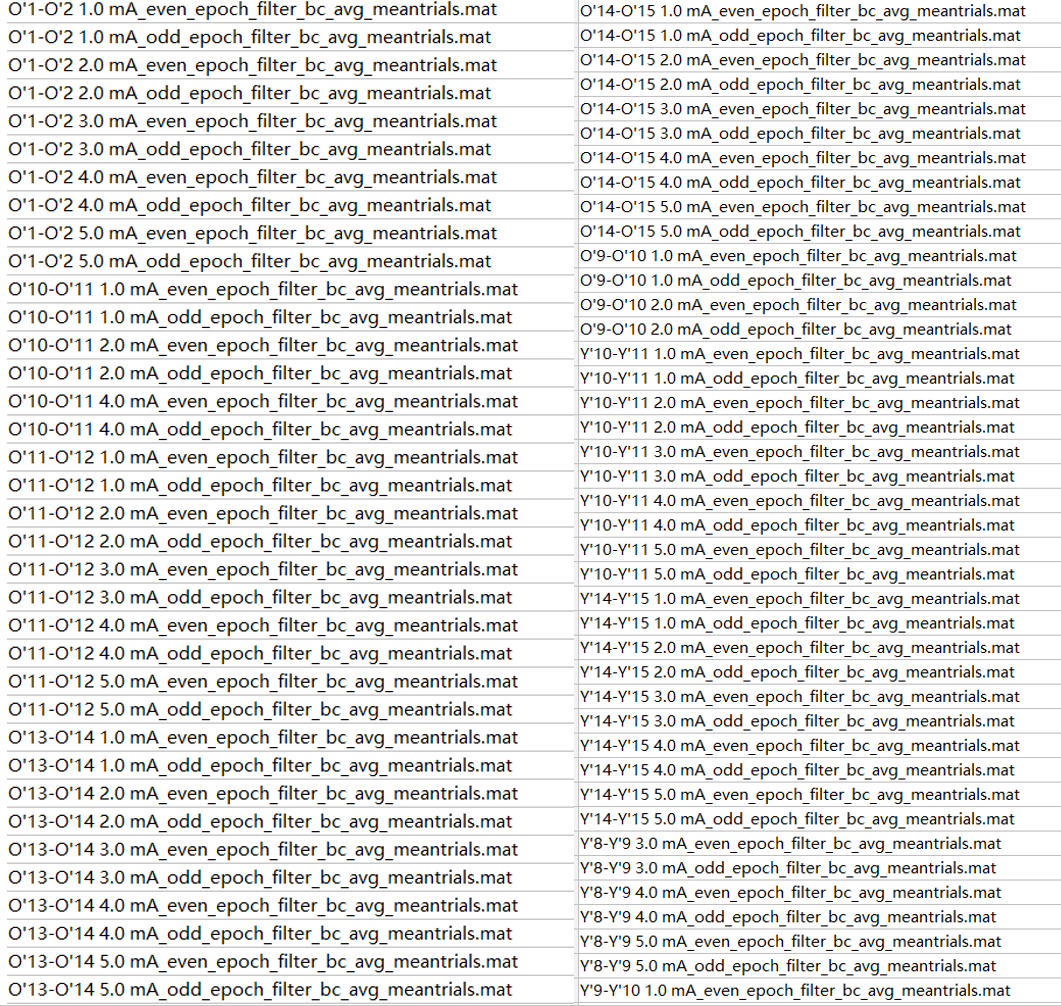 O'1-O'2 1.0 mA_even_epoch_filter_bc_avg_meantrials.mat
O'1-O'2 1.0 mA_odd_epoch_filter_bc_avg_meantrials.mat
O'1-O'2 2.0 mA_even_epoch_filter_bc_avg_meantrials.mat
O'1-O'2 2.0 mA_odd_epoch_filter_bc_avg_meantrials.mat
O'1-O'2 3.0 mA_even_epoch_filter_bc_avg_meantrials.mat
O'1-O'2 3.0 mA_odd_epoch_filter_bc_avg_meantrials.mat
O'1-O'2 4.0 mA_even_epoch_filter_bc_avg_meantrials.mat
O'1-O'2 4.0 mA_odd_epoch_filter_bc_avg_meantrials.mat
O'1-O'2 5.0 mA_even_epoch_filter_bc_avg_meantrials.mat
O'1-O'2 5.0 mA_odd_epoch_filter_bc_avg_meantrials.mat
O'10-O'11 1.0 mA_even_epoch_filter_bc_avg_meantrials.mat
O'10-O'11 1.0 mA_odd_epoch_filter_bc_avg_meantrials.mat
O'10-O'11 2.0 mA_even_epoch_filter_bc_avg_meantrials.mat
O'10-O'11 2.0 mA_odd_epoch_filter_bc_avg_meantrials.mat
O'10-O'11 4.0 mA_even_epoch_filter_bc_avg_meantrials.mat
O'10-O'11 4.0 mA_odd_epoch_filter_bc_avg_meantrials.mat
O'11-O'12 1.0 mA_even_epoch_filter_bc_avg_meantrials.mat
O'11-O'12 1.0 mA_odd_epoch_filter_bc_avg_meantrials.mat
O'11-O'12 2.0 mA_even_epoch_filter_bc_avg_meantrials.mat
O'11-O'12 2.0 mA_odd_epoch_filter_bc_avg_meantrials.mat
O'11-O'12 3.0 mA_even_epoch_filter_bc_avg_meantrials.mat
O'11-O'12 3.0 mA_odd_epoch_filter_bc_avg_meantrials.mat
O'11-O'12 4.0 mA_even_epoch_filter_bc_avg_meantrials.mat
O'11-O'12 4.0 mA_odd_epoch_filter_bc_avg_meantrials.mat
O'11-O'12 5.0 mA_even_epoch_filter_bc_avg_meantrials.mat
O'11-O'12 5.0 mA_odd_epoch_filter_bc_avg_meantrials.mat
O'13-O'14 1.0 mA_even_epoch_filter_bc_avg_meantrials.mat
O'13-O'14 1.0 mA_odd_epoch_filter_bc_avg_meantrials.mat
O'13-O'14 2.0 mA_even_epoch_filter_bc_avg_meantrials.mat
O'13-O'14 2.0 mA_odd_epoch_filter_bc_avg_meantrials.mat
O'13-O'14 3.0 mA_even_epoch_filter_bc_avg_meantrials.mat
O'13-O'14 3.0 mA_odd_epoch_filter_bc_avg_meantrials.mat
O'13-O'14 4.0 mA_even_epoch_filter_bc_avg_meantrials.mat
O'13-O'14 4.0 mA_odd_epoch_filter_bc_avg_meantrials.mat
O'13-O'14 5.0 mA_even_epoch_filter_bc_avg_meantrials.mat
O'13-O'14 5.0 mA_odd_epoch_filter_bc_avg_meantrials.mat
O'14-O'15 1.0 mA_even_epoch_filter_bc_avg_meantrials.mat
O'14-O'15 1.0 mA_odd_epoch_filter_bc_avg_meantrials.mat
O'14-O'15 2.0 mA_even_epoch_filter_bc_avg_meantrials.mat
O'14-O'15 2.0 mA_odd_epoch_filter_bc_avg_meantrials.mat
O'14-O'15 3.0 mA_even_epoch_filter_bc_avg_meantrials.mat
O'14-O'15 3.0 mA_odd_epoch_filter_bc_avg_meantrials.mat
O'14-O'15 4.0 mA_even_epoch_filter_bc_avg_meantrials.mat
O'14-O'15 4.0 mA_odd_epoch_filter_bc_avg_meantrials.mat
O'14-O'15 5.0 mA_even_epoch_filter_bc_avg_meantrials.mat
O'14-O'15 5.0 mA_odd_epoch_filter_bc_avg_meantrials.mat
O'9-O'10 1.0 mA_even_epoch_filter_bc_avg_meantrials.mat
O'9-O'10 1.0 mA_odd_epoch_filter_bc_avg_meantrials.mat
O'9-O'10 2.0 mA_even_epoch_filter_bc_avg_meantrials.mat
O'9-O'10 2.0 mA_odd_epoch_filter_bc_avg_meantrials.mat
Y'10-Y'11 1.0 mA_even_epoch_filter_bc_avg_meantrials.mat
Y'10-Y'11 1.0 mA_odd_epoch_filter_bc_avg_meantrials.mat
Y'10-Y'11 2.0 mA_even_epoch_filter_bc_avg_meantrials.mat
Y'10-Y'11 2.0 mA_odd_epoch_filter_bc_avg_meantrials.mat
Y'10-Y'11 3.0 mA_even_epoch_filter_bc_avg_meantrials.mat
Y'10-Y'11 3.0 mA_odd_epoch_filter_bc_avg_meantrials.mat
Y'10-Y'11 4.0 mA_even_epoch_filter_bc_avg_meantrials.mat
Y'10-Y'11 4.0 mA_odd_epoch_filter_bc_avg_meantrials.mat
Y'10-Y'11 5.0 mA_even_epoch_filter_bc_avg_meantrials.mat
Y'10-Y'11 5.0 mA_odd_epoch_filter_bc_avg_meantrials.mat
Y'14-Y'15 1.0 mA_even_epoch_filter_bc_avg_meantrials.mat
Y'14-Y'15 1.0 mA_odd_epoch_filter_bc_avg_meantrials.mat
Y'14-Y'15 2.0 mA_even_epoch_filter_bc_avg_meantrials.mat
Y'14-Y'15 2.0 mA_odd_epoch_filter_bc_avg_meantrials.mat
Y'14-Y'15 3.0 mA_even_epoch_filter_bc_avg_meantrials.mat
Y'14-Y'15 3.0 mA_odd_epoch_filter_bc_avg_meantrials.mat
Y'14-Y'15 4.0 mA_even_epoch_filter_bc_avg_meantrials.mat
Y'14-Y'15 4.0 mA_odd_epoch_filter_bc_avg_meantrials.mat
Y'14-Y'15 5.0 mA_even_epoch_filter_bc_avg_meantrials.mat
Y'14-Y'15 5.0 mA_odd_epoch_filter_bc_avg_meantrials.mat
Y'8-Y'9 3.0 mA_even_epoch_filter_bc_avg_meantrials.mat
Y'8-Y'9 3.0 mA_odd_epoch_filter_bc_avg_meantrials.mat
Y'8-Y'9 4.0 mA_even_epoch_filter_bc_avg_meantrials.mat
Y'8-Y'9 4.0 mA_odd_epoch_filter_bc_avg_meantrials.mat
Y'8-Y'9 5.0 mA_even_epoch_filter_bc_avg_meantrials.mat
Y'8-Y'9 5.0 mA_odd_epoch_filter_bc_avg_meantrials.mat
Y'9-Y'10 1.0 mA_even_epoch_filter_bc_avg_meantrials.mat